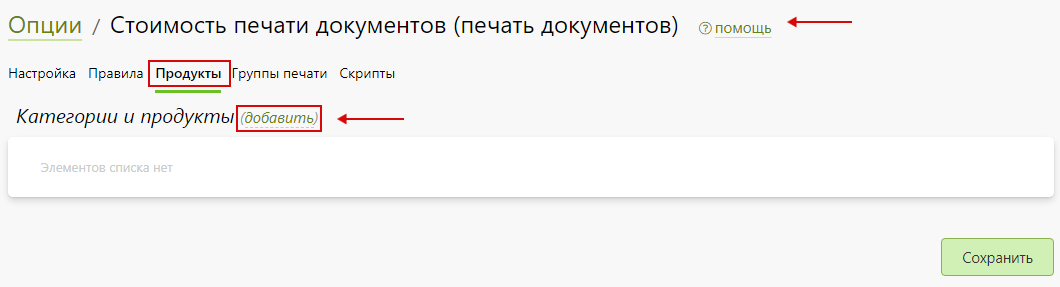 Опции / Стоимость печати документов (печать документов) ? помощь
Настройка Правила Продукты Группы печати Скрипты
Категории и продукты (добавить)
Элементов списка нет
Сохранить